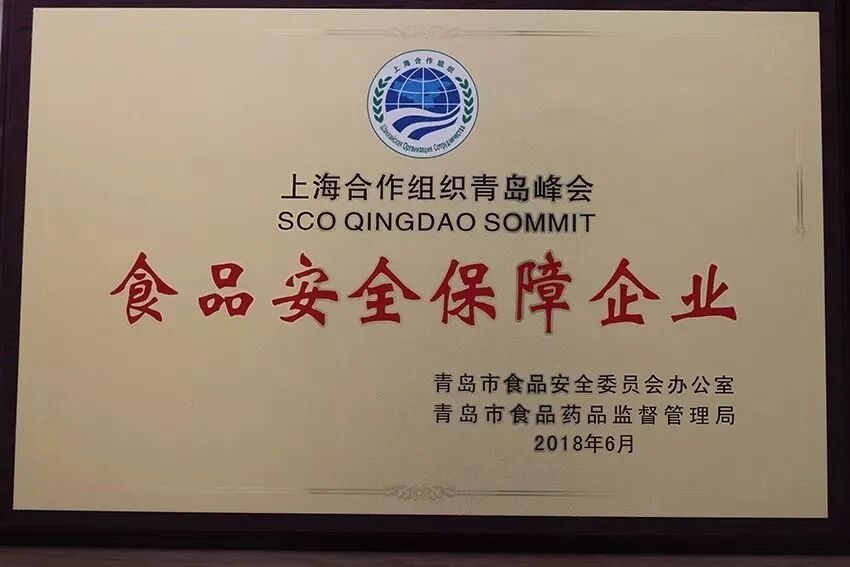 上海合作组织
Шанхайская Организация Сотрудничества
上海合作组织青岛峰会
SCO QINGDAO SOMMIT
食品安全保障企业
青岛市食品安全委员会办公室
青岛市食品药品监督管理局
2018年6月